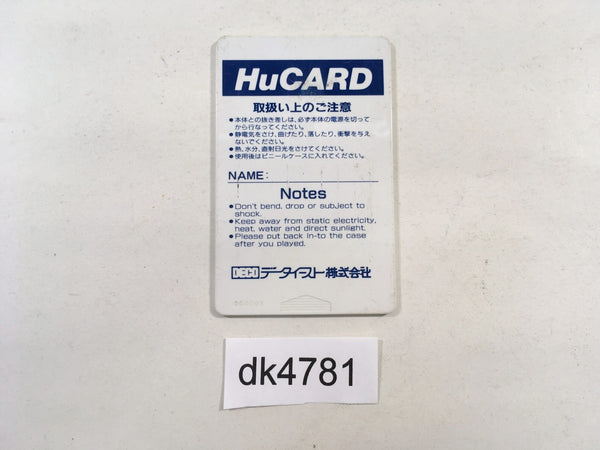 HuCARD
取扱い上のご注意
●本体との抜き差しは、必ず本体の電源を切って
から行なってください。
●静電気をさけ、曲げたり、落したり、衝撃を与え
ないでください。
●熱、水分、直射日光をさけてください。
●使用後はビニールケースに入れてください。
NAME:
Notes
●Don't bend, drop or subject to
shock.
●Keep away from static electricity,
heat, water and direct sunlight.
●Please put back in-to the case
after you played.
DECO データイースト株式会社
dk4781